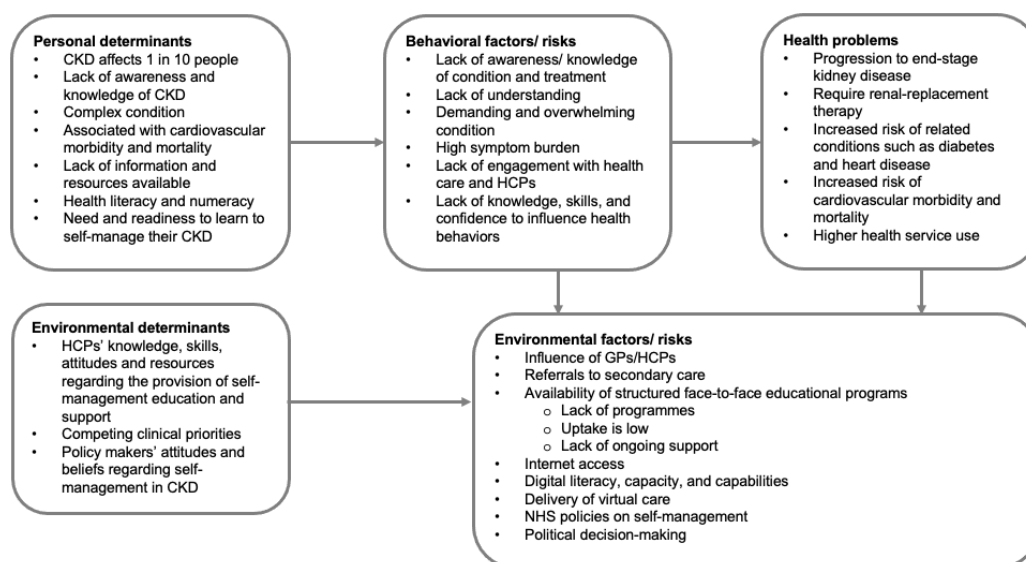 Personal determinants
• CKD affects 1 in 10 people
• Lack of awareness and
knowledge of CKD
• Complex condition
• Associated with cardiovascular
morbidity and mortality
• Lack of information and
resources available
• Health literacy and numeracy
• Need and readiness to learn to
self-manage their CKD
Behavioral factors/ risks
• Lack of awareness/ knowledge
of condition and treatment
• Lack of understanding
• Demanding and overwhelming
condition
• High symptom burden
• Lack of engagement with health
care and HCPs
• Lack of knowledge, skills, and
confidence to influence health
behaviors
Health problems
• Progression to end-stage
kidney disease
• Require renal-replacement
therapy
• Increased risk of related
conditions such as diabetes
and heart disease
• Increased risk of
cardiovascular morbidity and
mortality
• Higher health service use
Environmental determinants
• HCPs' knowledge, skills,
attitudes and resources
regarding the provision of self-
management education and
support
• Competing clinical priorities
• Policy makers' attitudes and
beliefs regarding self-
management in CKD
Environmental factors/ risks
• Influence of GPs/HCPs
• Referrals to secondary care
• Availability of structured face-to-face educational programs
o Lack of programmes
o Uptake is low
o Lack of ongoing support
• Internet access
• Digital literacy, capacity, and capabilities
• Delivery of virtual care
• NHS policies on self-management
• Political decision-making